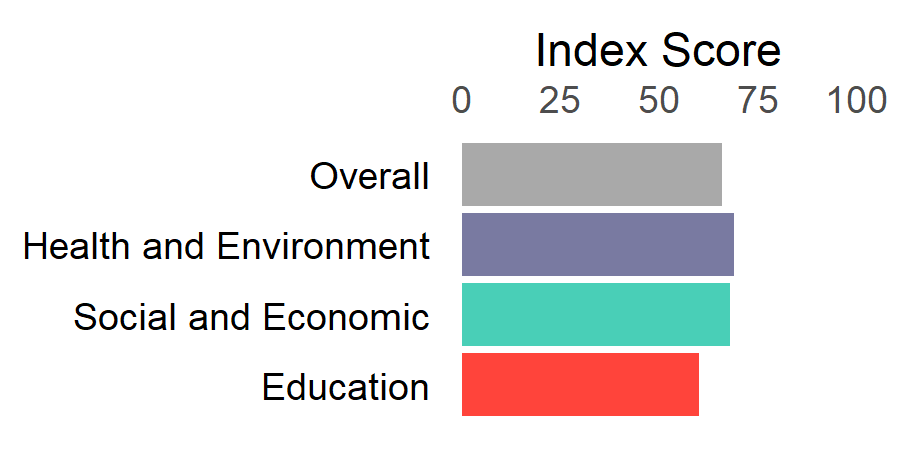 Index Score
0 25 50 75 100
Overall
Health and Environment
Social and Economic
Education